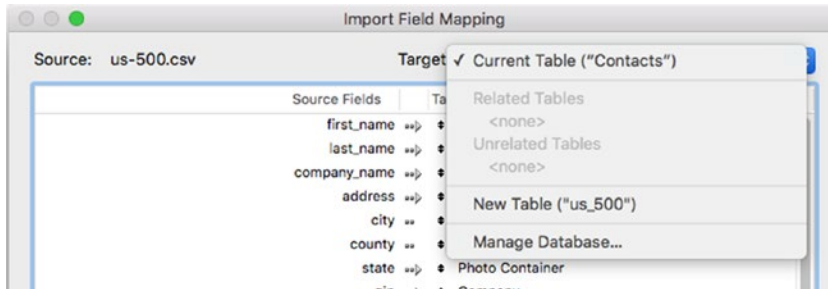 Import Field Mapping
Source: us-500.csv
Target
✓ Current Table ("Contacts")
Related Tables
<none>
Unrelated Tables
<none>
New Table ("us_500")
Manage Database...
Source Fields Ta
first_name
last_name
company_name
address
city
county
state Photo Container